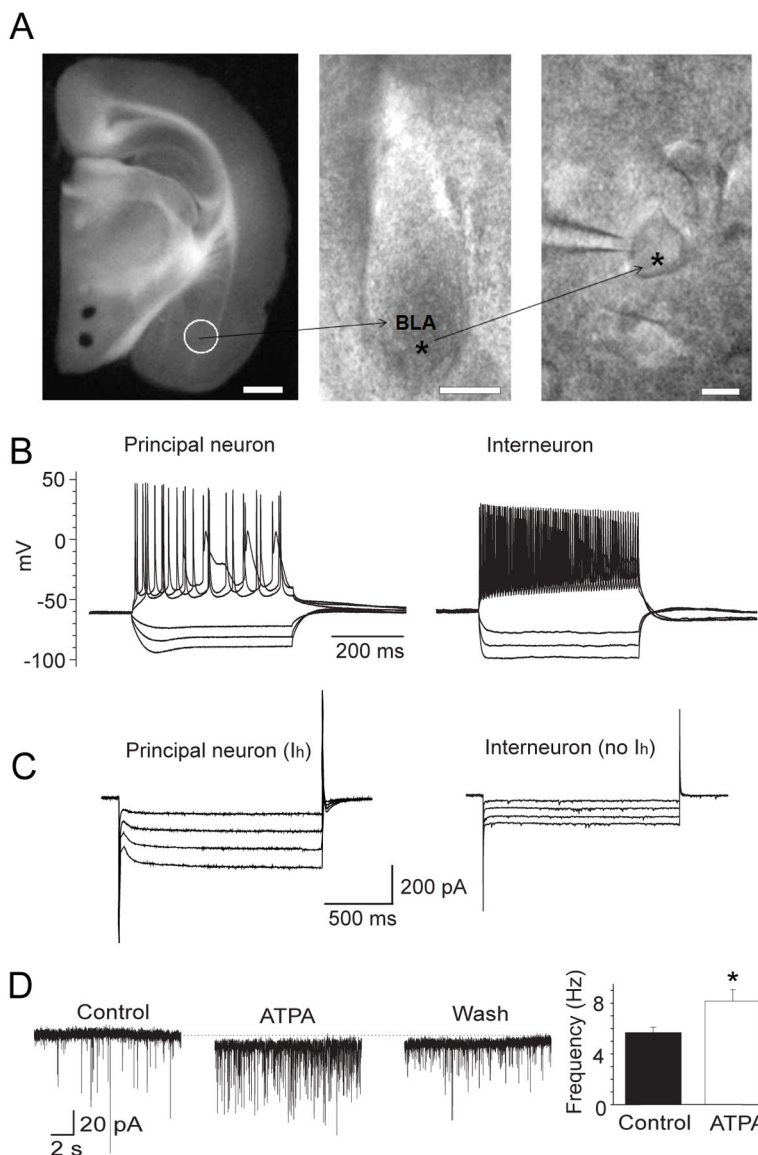 A
BLA
*
*
B
Principal neuron
Interneuron
50
0
-50
-100
mV
200 ms
C
Principal neuron (Ih)
Interneuron (no Ih)
200 pA
500 ms
D
Control
ATPA
Wash
20 pA
2 s
Frequency (Hz)
8
4
0
*
Control
ATPA